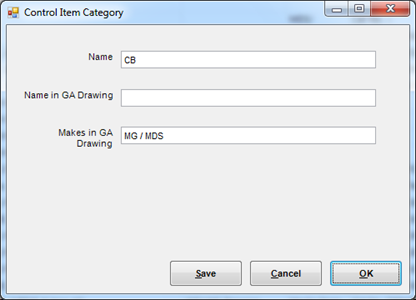 Control Item Category
Name
CB
Name in GA Drawing
Makes in GA
Drawing
MG / MDS
Save
Cancel
OK